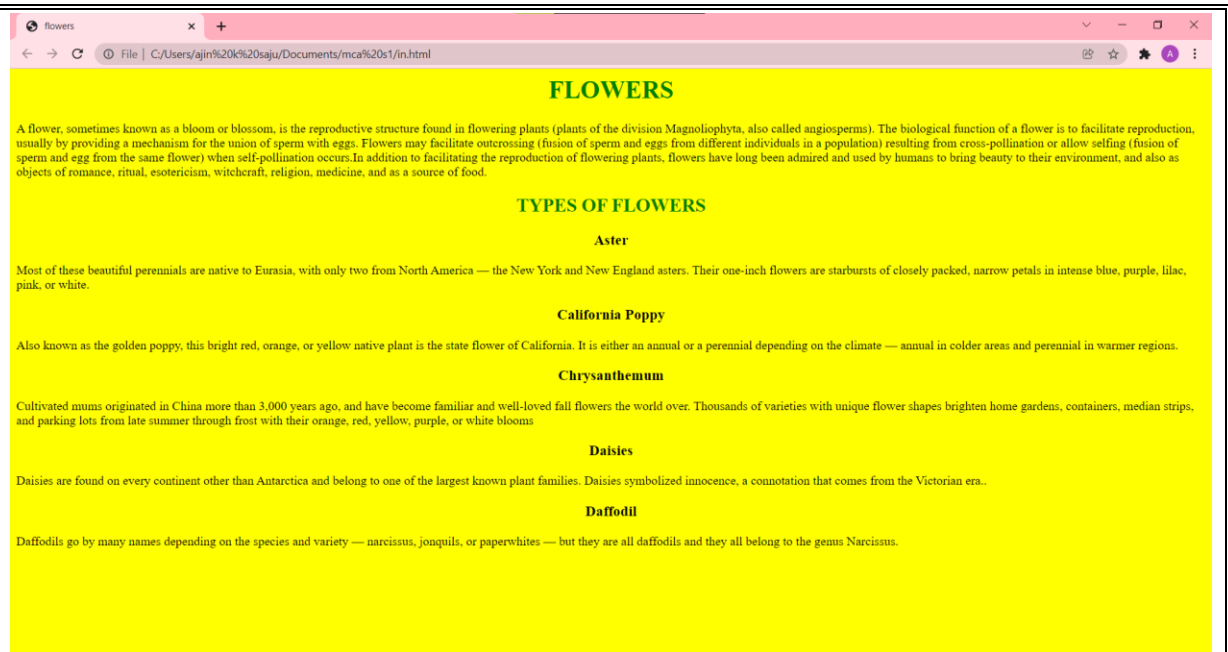 flowers
File | C:/Users/ajin%20k%20saju/Documents/mca%20s1/in.html
A
FLOWERS
A flower, sometimes known as a bloom or blossom, is the reproductive structure found in flowering plants (plants of the division Magnoliophyta, also called angiosperms). The biological function of a flower is to facilitate reproduction,
usually by providing a mechanism for the union of sperm with eggs. Flowers may facilitate outcrossing (fusion of sperm and eggs from different individuals in a population) resulting from cross-pollination or allow selfing (fusion of
sperm and egg from the same flower) when self-pollination occurs.In addition to facilitating the reproduction of flowering plants, flowers have long been admired and used by humans to bring beauty to their environment, and also as
objects of romance, ritual, esotericism, witchcraft, religion, medicine, and as a source of food.
TYPES OF FLOWERS
Aster
Most of these beautiful perennials are native to Eurasia, with only two from North America — the New York and New England asters. Their one-inch flowers are starbursts of closely packed, narrow petals in intense blue, purple, lilac,
pink, or white.
California Poppy
Also known as the golden poppy, this bright red, orange, or yellow native plant is the state flower of California. It is either an annual or a perennial depending on the climate — annual in colder areas and perennial in warmer regions.
Chrysanthemum
Cultivated mums originated in China more than 3,000 years ago, and have become familiar and well-loved fall flowers the world over. Thousands of varieties with unique flower shapes brighten home gardens, containers, median strips,
and parking lots from late summer through frost with their orange, red, yellow, purple, or white blooms
Daisies
Daisies are found on every continent other than Antarctica and belong to one of the largest known plant families. Daisies symbolized innocence, a connotation that comes from the Victorian era..
Daffodil
Daffodils go by many names depending on the species and variety — narcissus, jonquils, or paperwhites — but they are all daffodils and they all belong to the genus Narcissus.